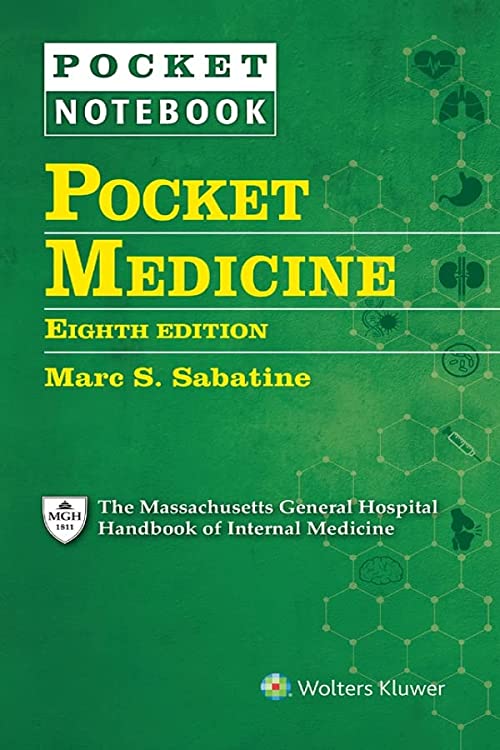 POCKET
NOTEBOOK
POCKET
MEDICINE
EIGHTH EDITION
Marc S. Sabatine
MGH
1811
The Massachusetts General Hospital
Handbook of Internal Medicine
Wolters Kluwer